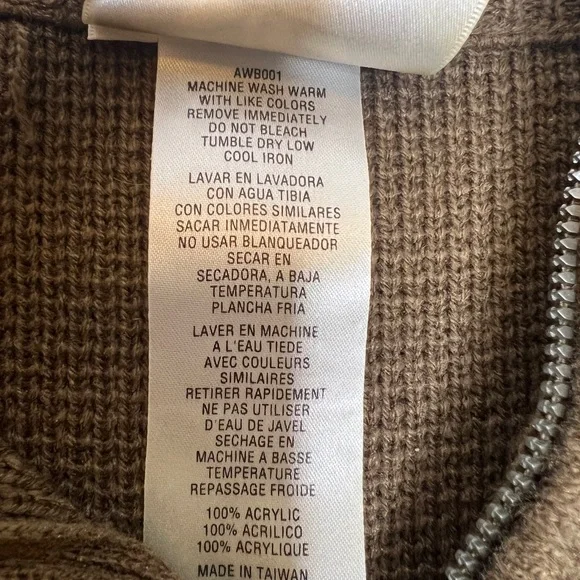 AWB001
MACHINE WASH WARM
WITH LIKE COLORS
REMOVE IMMEDIATELY
DO NOT BLEACH
TUMBLE DRY LOW
COOL IRON
LAVAR EN LAVADORA
CON AGUA TIBIA
CON COLORES SIMILARES
SACAR INMEDIATAMENTE
NO USAR BLANQUEADOR
SECAR EN
SECADORA, A BAJA
TEMPERATURA
PLANCHA FRIA
LAVER EN MACHINE
A L'EAU TIEDE
AVEC COULEURS
SIMILAIRES
RETIRER RAPIDEMENT
NE PAS UTILISER
D'EAU DE JAVEL
SECHAGE EN
MACHINE A BASSE
TEMPERATURE
REPASSAGE FROIDE
100% ACRYLIC
100% ACRILICO
100% ACRYLIQUE
MADE IN TAIWAN